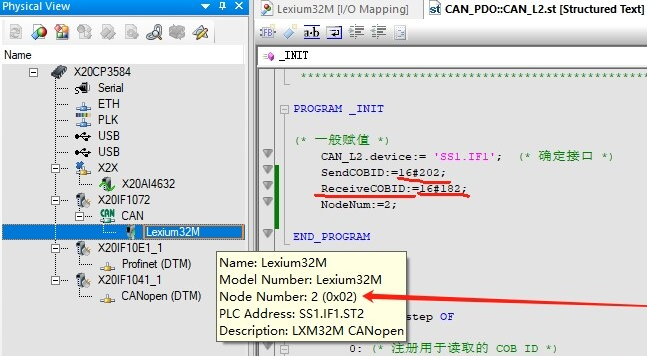 Physical View
Name
X20CP3584
Serial
ETH
PLK
USB
USB
X2X
X20AI4632
X20IF1072
CAN
Lexium32M
X20IF10E1_1
Profinet (DTM)
X20IF1041_1
CANopen (DTM)
Name: Lexium32M
Model Number: Lexium32M
Node Number: 2 (0x02)
PLC Address: SS1.IF1.ST2
Description: LXM32M CANopen
Lexium32M [I/O Mapping]
CAN_PDO::CAN_L2.st [Structured Text]
_INIT
PROGRAM _INIT
(* 一般赋值 *)
CAN_L2.device:= 'SS1.IF1'; (* 确定接口 *)
SendCOBID:=16#202;
ReceiveCOBID:=16#182;
NodeNum:=2;
END_PROGRAM
step OF
0: (* 注册用于读取的 COB ID *)